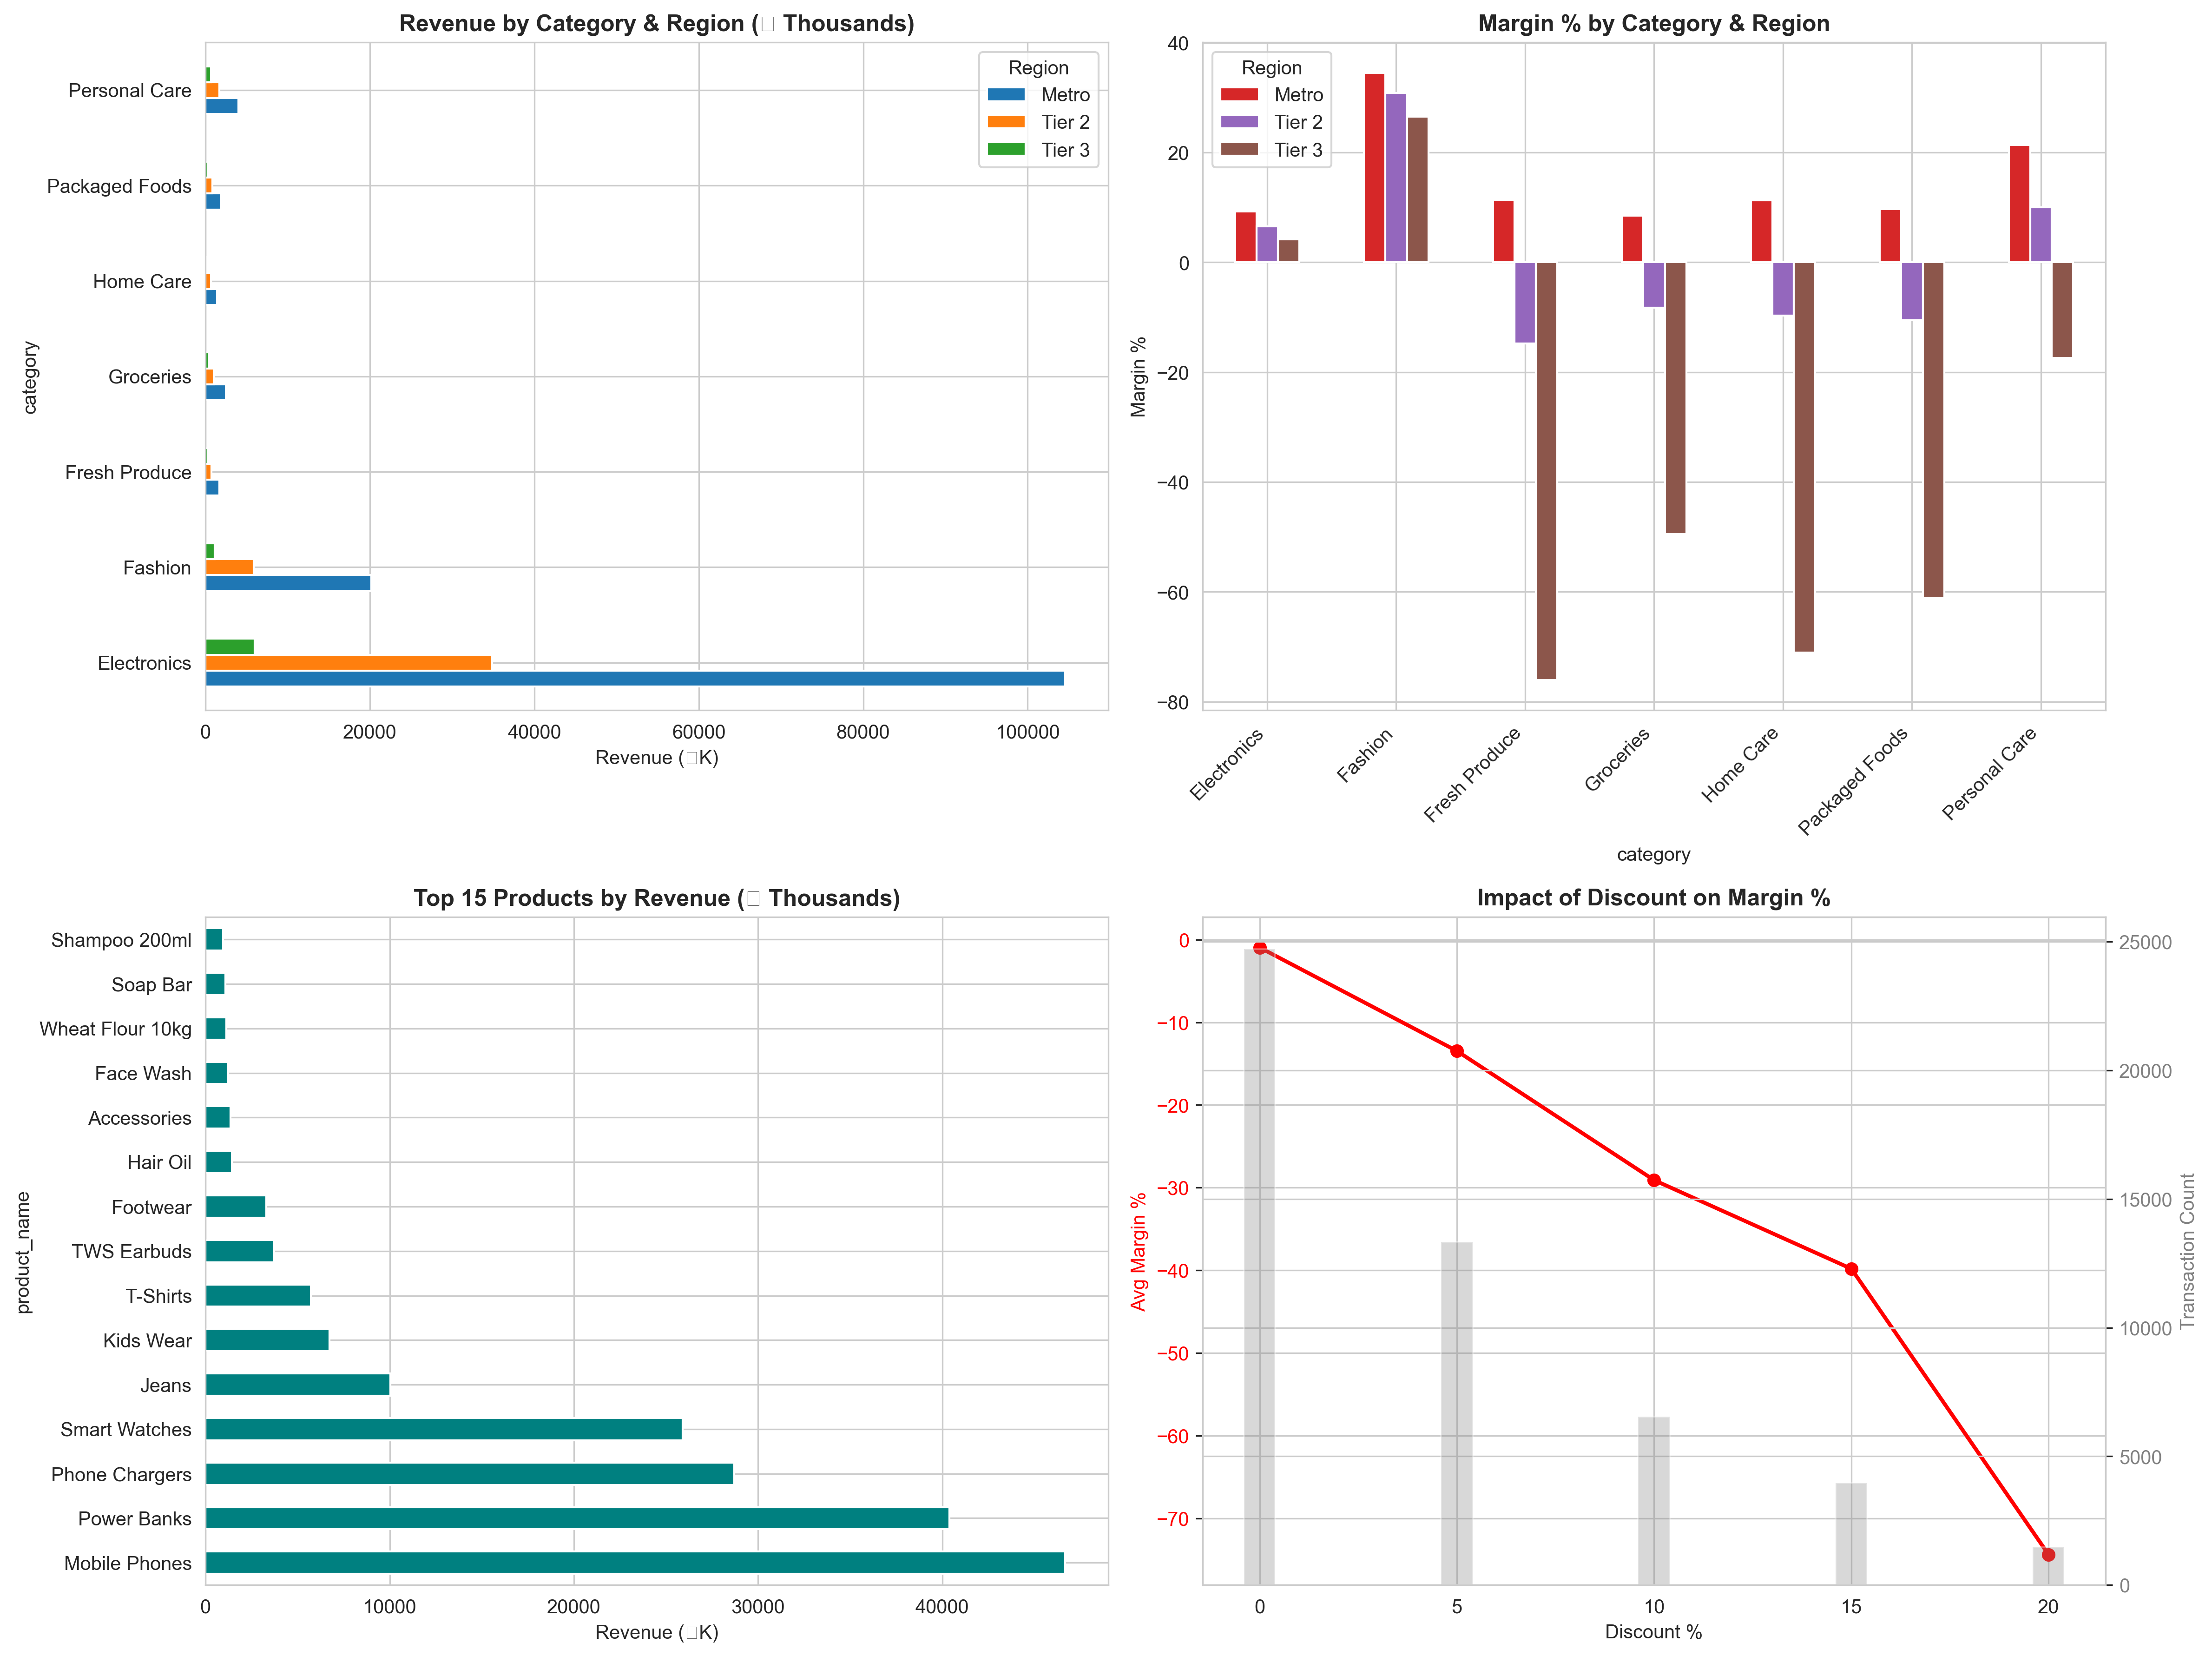 Revenue by Category & Region (▯ Thousands)
Region
Metro
Tier 2
Tier 3
Personal Care
Packaged Foods
Home Care
Groceries
Fresh Produce
Fashion
Electronics
category
0 20000 40000 60000 80000 100000
Revenue (▯K)
Margin % by Category & Region
Region
Metro
Tier 2
Tier 3
40
20
0
−20
−40
−60
−80
Margin %
Electronics
Fashion
Fresh Produce
Groceries
Home Care
Packaged Foods
Personal Care
category
Top 15 Products by Revenue (▯ Thousands)
Shampoo 200ml
Soap Bar
Wheat Flour 10kg
Face Wash
Accessories
Hair Oil
Footwear
TWS Earbuds
T-Shirts
Kids Wear
Jeans
Smart Watches
Phone Chargers
Power Banks
Mobile Phones
product_name
0 10000 20000 30000 40000
Revenue (▯K)
Impact of Discount on Margin %
0
−10
−20
−30
−40
−50
−60
−70
Avg Margin %
25000
20000
15000
10000
5000
0
Transaction Count
0 5 10 15 20
Discount %